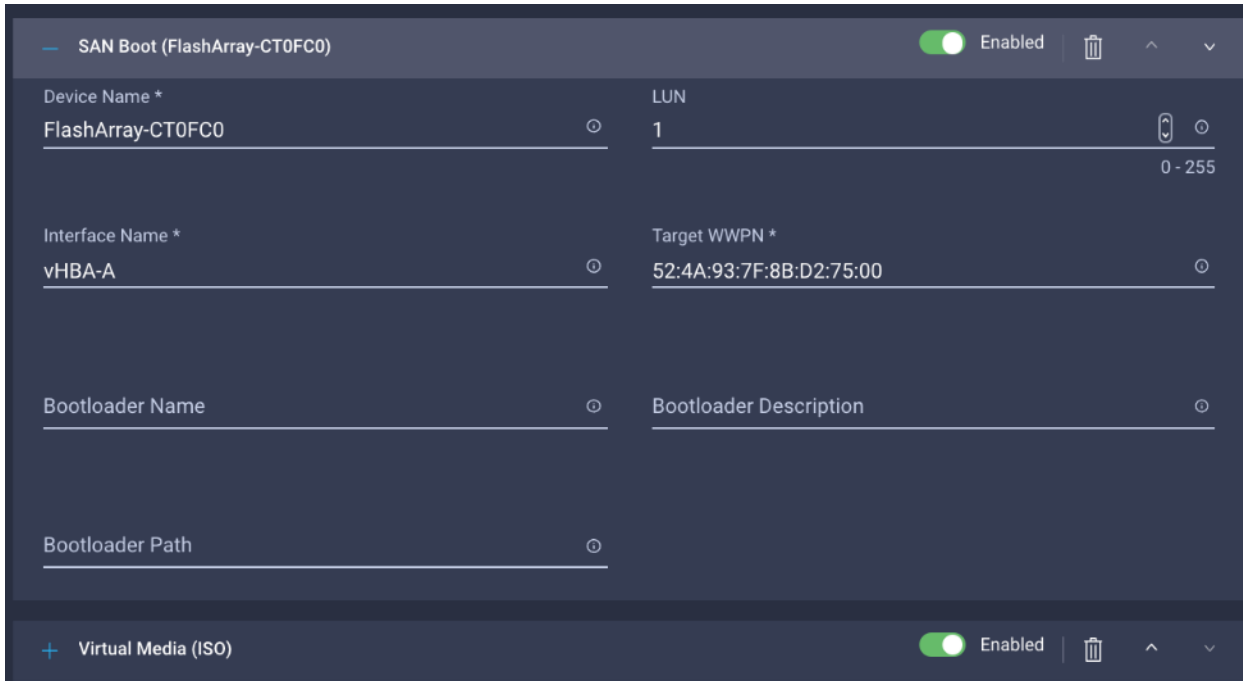 SAN Boot (FlashArray-CT0FC0)
Enabled
Device Name *
LUN
FlashArray-CT0FC0
1
0 - 255
Interface Name *
Target WWPN *
vHBA-A
52:4A:93:7F:8B:D2:75:00
Bootloader Name
Bootloader Description
Bootloader Path
Virtual Media (ISO)
Enabled